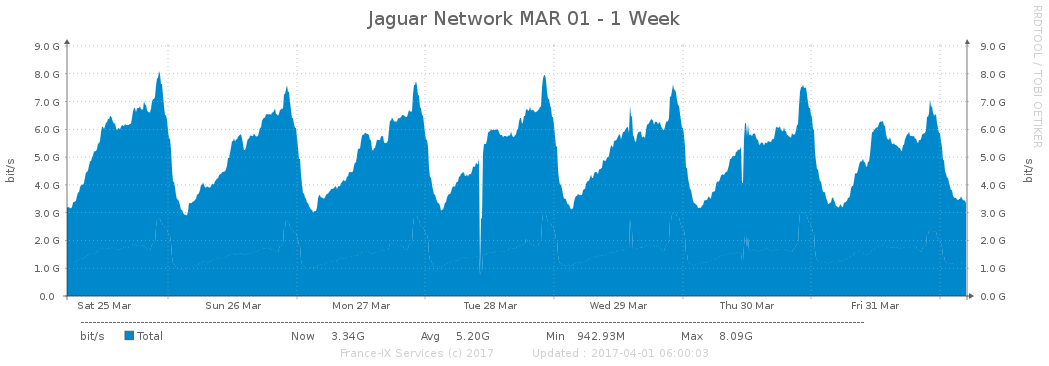 Jaguar Network MAR 01 - 1 Week
RRDTOOL / TOBI OETIKER
bit/s
9.0 G 9.0 G
8.0 G 8.0 G
7.0 G 7.0 G
6.0 G 6.0 G
5.0 G 5.0 G
4.0 G 4.0 G
3.0 G 3.0 G
2.0 G 2.0 G
1.0 G 1.0 G
0.0 0.0 G
bit/s
Sat 25 Mar Sun 26 Mar Mon 27 Mar Tue 28 Mar Wed 29 Mar Thu 30 Mar Fri 31 Mar
bit/s Total Now 3.34G Avg 5.20G Min 942.93M Max 8.09G
France-IX Services (c) 2017 Updated : 2017-04-01 06:00:03